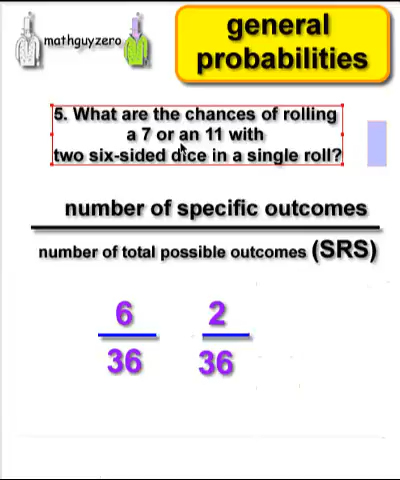 mathguyzero
general
probabilities
5. What are the chances of rolling
a 7 or an 11 with
two six-sided dice in a single roll?
number of specific outcomes
number of total possible outcomes (SRS)
6 2
36 36